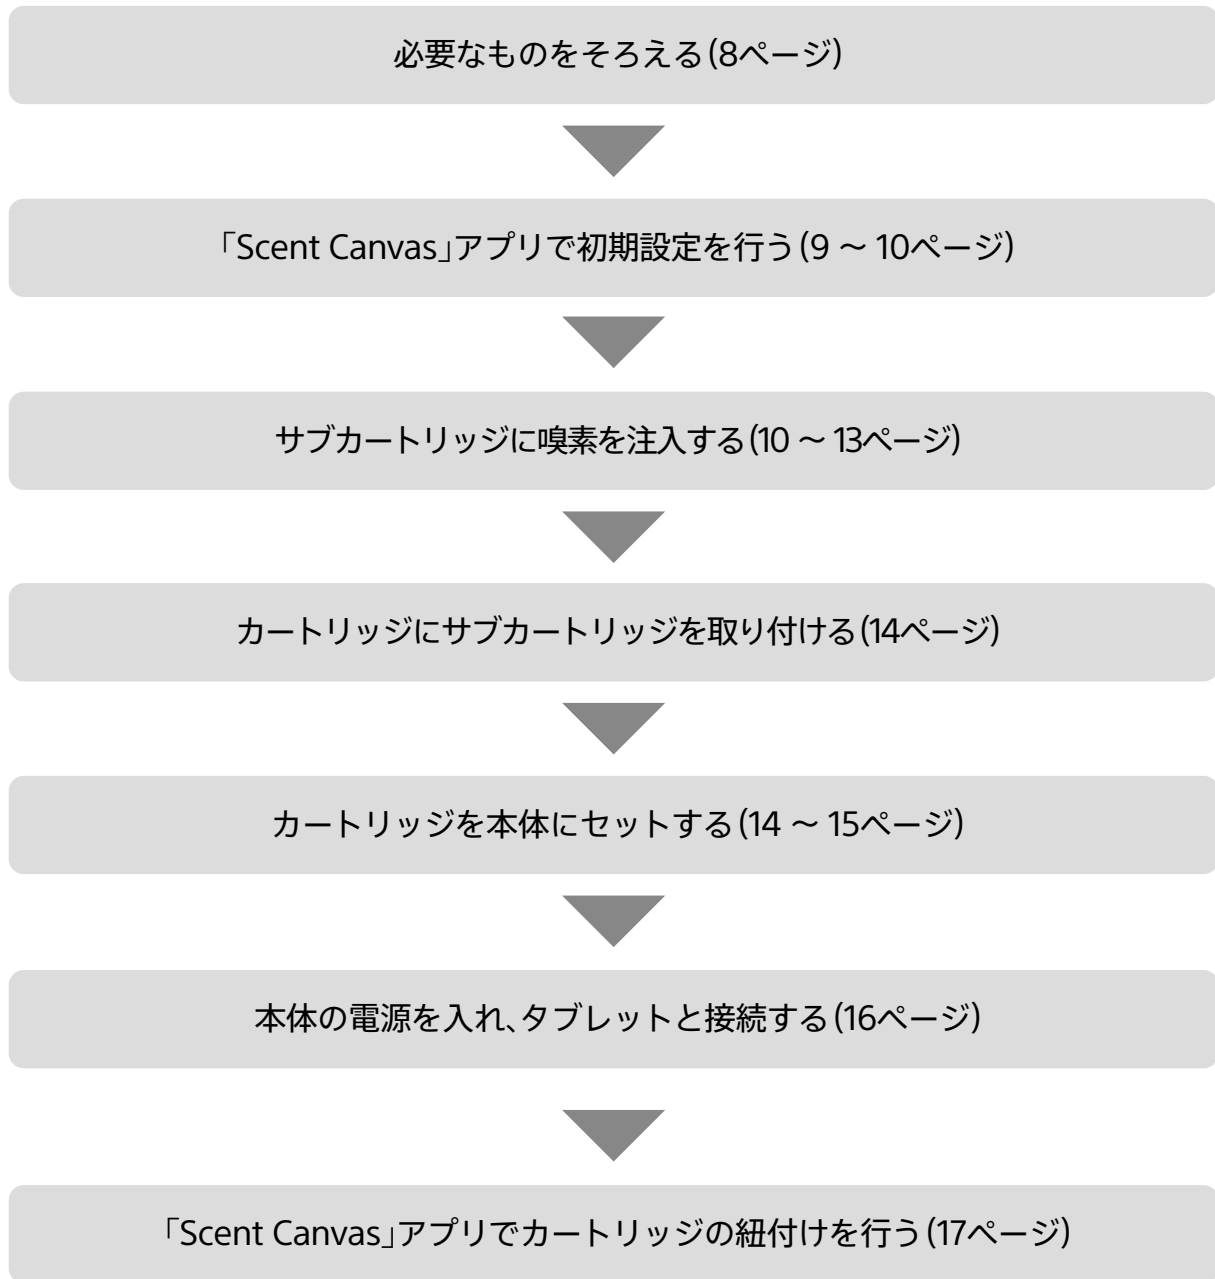 必要なものをそろえる(8ページ)
「Scent Canvas」アプリで初期設定を行う(9 ～ 10ページ)
サブカートリッジに嗅素を注入する(10 ～ 13ページ)
カートリッジにサブカートリッジを取り付ける(14ページ)
カートリッジを本体にセットする(14 ～ 15ページ)
本体の電源を入れ、タブレットと接続する(16ページ)
「Scent Canvas」アプリでカートリッジの紐付けを行う(17ページ)